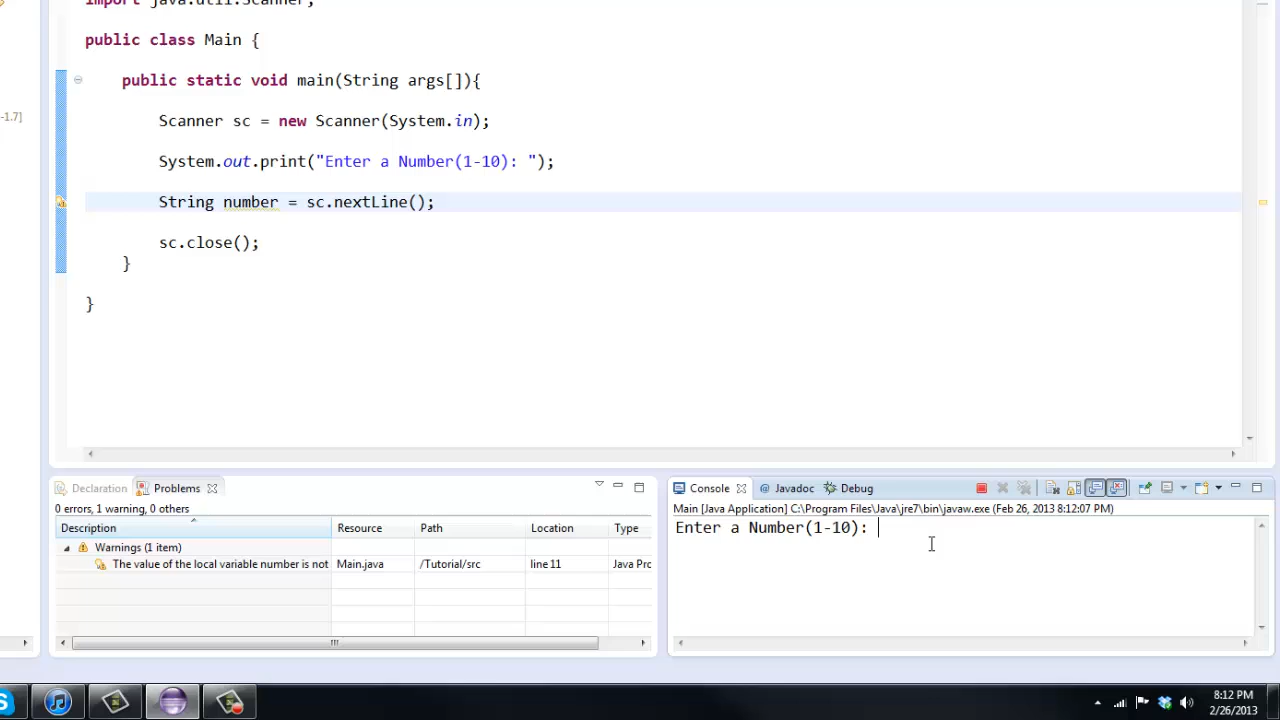 import java.util.Scanner;
public class Main {
public static void main(String args[]){
-1.7]
Scanner sc = new Scanner(System.in);
System.out.print("Enter a Number(1-10): ");
String number = sc.nextLine();
sc.close();
}
}
Declaration Problems
0 errors, 1 warning, 0 others
Description Resource Path Location Type
Warnings (1 item)
The value of the local variable number is not Main.java /Tutorial/src line 11 Java Pro
Console Javadoc Debug
Main [Java Application] C:\Program Files\Java\jre7\bin\javaw.exe (Feb 26, 2013 8:12:07 PM)
Enter a Number(1-10):
8:12 PM
2/26/2013